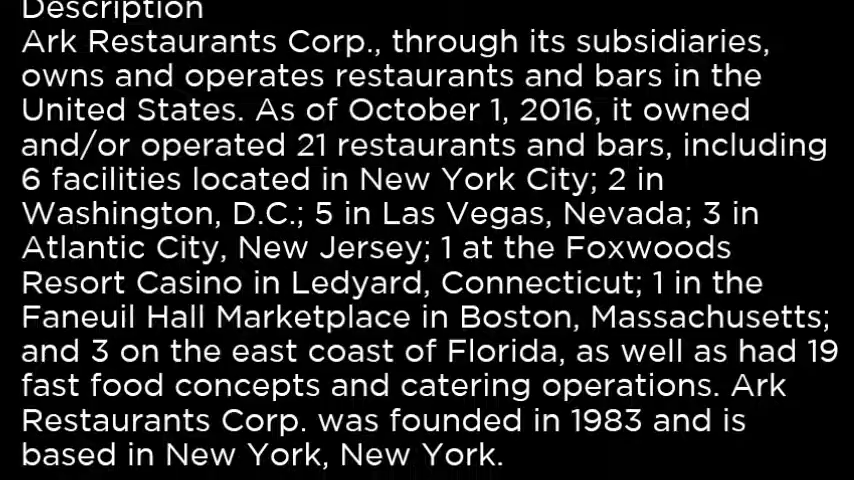 Description
Ark Restaurants Corp., through its subsidiaries,
owns and operates restaurants and bars in the
United States. As of October 1, 2016, it owned
and/or operated 21 restaurants and bars, including
6 facilities located in New York City; 2 in
Washington, D.C.; 5 in Las Vegas, Nevada; 3 in
Atlantic City, New Jersey; 1 at the Foxwoods
Resort Casino in Ledyard, Connecticut; 1 in the
Faneuil Hall Marketplace in Boston, Massachusetts;
and 3 on the east coast of Florida, as well as had 19
fast food concepts and catering operations. Ark
Restaurants Corp. was founded in 1983 and is
based in New York, New York.